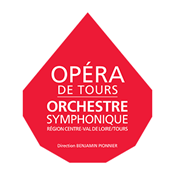 OPÉRA
DE TOURS
ORCHESTRE
SYMPHONIQUE
RÉGION CENTRE-VAL DE LOIRE/TOURS
Direction BENJAMIN PIONNIER